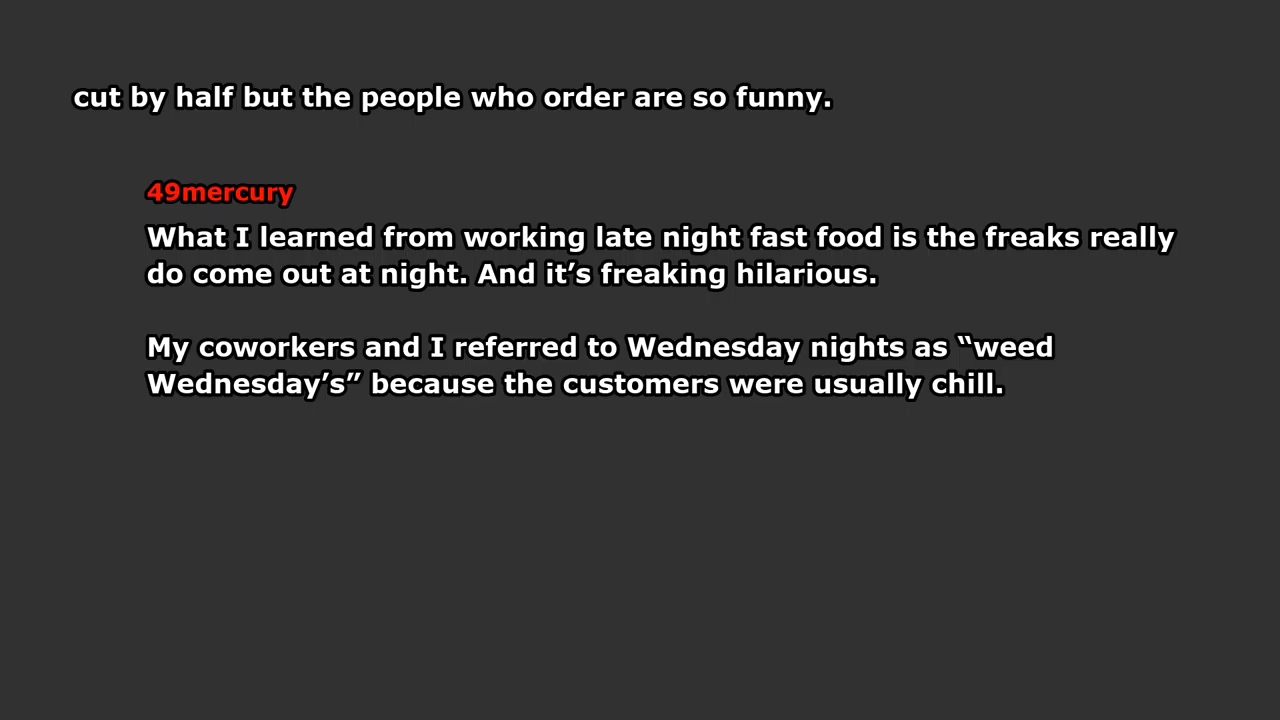 cut by half but the people who order are so funny.
49mercury
What I learned from working late night fast food is the freaks really
do come out at night. And it’s freaking hilarious.
My coworkers and I referred to Wednesday nights as “weed
Wednesday’s” because the customers were usually chill.